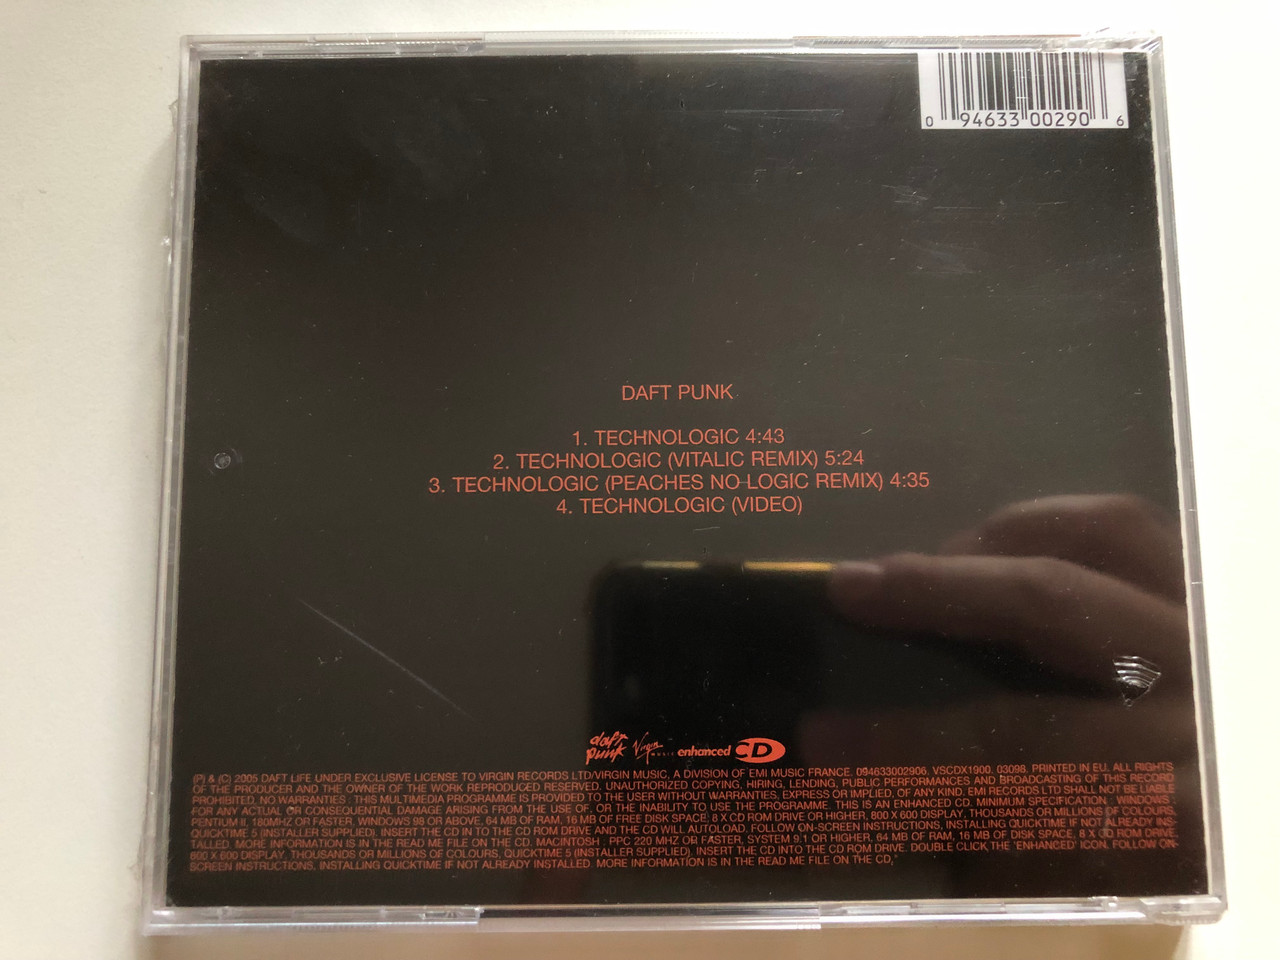 0 94633 00290 6
DAFT PUNK
1. TECHNOLOGIC 4:43
2. TECHNOLOGIC (VITALIC REMIX) 5:24
3. TECHNOLOGIC (PEACHES NO LOGIC REMIX) 4:35
4. TECHNOLOGIC (VIDEO)
daft punk Virgin MUSIC enhanced CD
(P) & (C) 2005 DAFT LIFE UNDER EXCLUSIVE LICENSE TO VIRGIN RECORDS LTD/VIRGIN MUSIC, A DIVISION OF EMI MUSIC FRANCE. 094633002906. VSCDX1900. 03098. PRINTED IN EU. ALL RIGHTS
OF THE PRODUCER AND THE OWNER OF THE WORK REPRODUCED RESERVED. UNAUTHORIZED COPYING, HIRING, LENDING, PUBLIC PERFORMANCES AND BROADCASTING OF THIS RECORD
PROHIBITED. NO WARRANTIES: THIS MULTIMEDIA PROGRAMME IS PROVIDED TO THE USER WITHOUT WARRANTIES, EXPRESS OR IMPLIED, OF ANY KIND. EMI RECORDS LTD SHALL NOT BE LIABLE
FOR ANY ACTUAL OR CONSEQUENTIAL DAMAGE ARISING FROM THE USE OF, OR THE INABILITY TO USE THE PROGRAMME. THIS IS AN ENHANCED CD. MINIMUM SPECIFICATION. WINDOWS:
PENTIUM II, 180MHZ OR FASTER, WINDOWS 98 OR ABOVE, 64 MB OF RAM, 16 MB OF FREE DISK SPACE, 8 X CD ROM DRIVE OR HIGHER, 800 X 600 DISPLAY, THOUSANDS OR MILLIONS OF COLOURS,
QUICKTIME 5 (INSTALLER SUPPLIED). INSERT THE CD IN TO THE CD ROM DRIVE AND THE CD WILL AUTOLOAD. FOLLOW ON-SCREEN INSTRUCTIONS, INSTALLING QUICKTIME IF NOT ALREADY INS-
TALLED. MORE INFORMATION IS IN THE READ ME FILE ON THE CD. MACINTOSH: PPC 220 MHZ OR FASTER, SYSTEM 9.1 OR HIGHER, 64 MB OF RAM, 16 MB OF DISK SPACE, 8 X CD ROM DRIVE,
800 X 600 DISPLAY, THOUSANDS OR MILLIONS OF COLOURS, QUICKTIME 5 (INSTALLER SUPPLIED). INSERT THE CD INTO THE CD ROM DRIVE. DOUBLE CLICK THE 'ENHANCED' ICON. FOLLOW ON-
SCREEN INSTRUCTIONS, INSTALLING QUICKTIME IF NOT ALREADY INSTALLED. MORE INFORMATION IS IN THE READ ME FILE ON THE CD.